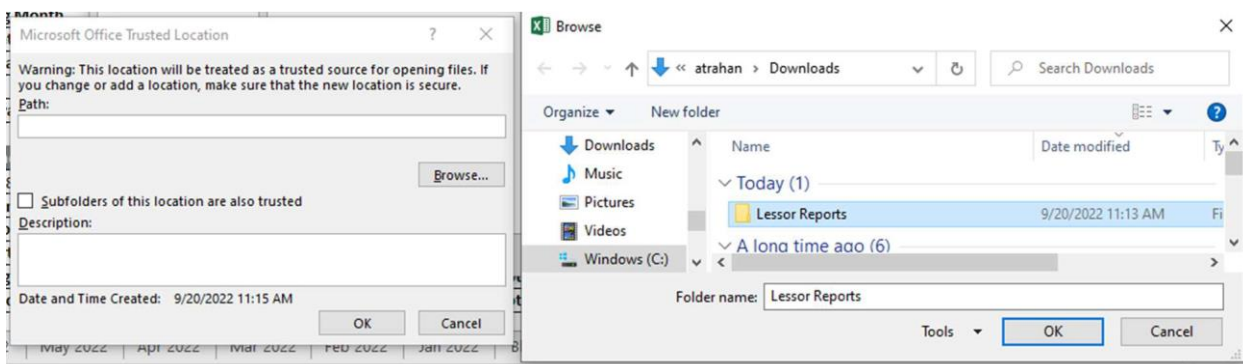 Month
Microsoft Office Trusted Location ? ×
Warning: This location will be treated as a trusted source for opening files. If
you change or add a location, make sure that the new location is secure.
Path:
Browse...
Subfolders of this location are also trusted
Description:
Date and Time Created: 9/20/2022 11:15 AM
OK Cancel
May 2022 Apr 2022 Mar 2022 Feb 2022 Jan 2022
Browse
« atrahan > Downloads
Search Downloads
Organize New folder
Downloads
Music
Pictures
Videos
Windows (C:)
Name Date modified Ty
Today (1)
Lessor Reports 9/20/2022 11:13 AM Fi
A long time ago (6)
Folder name: Lessor Reports
Tools OK Cancel